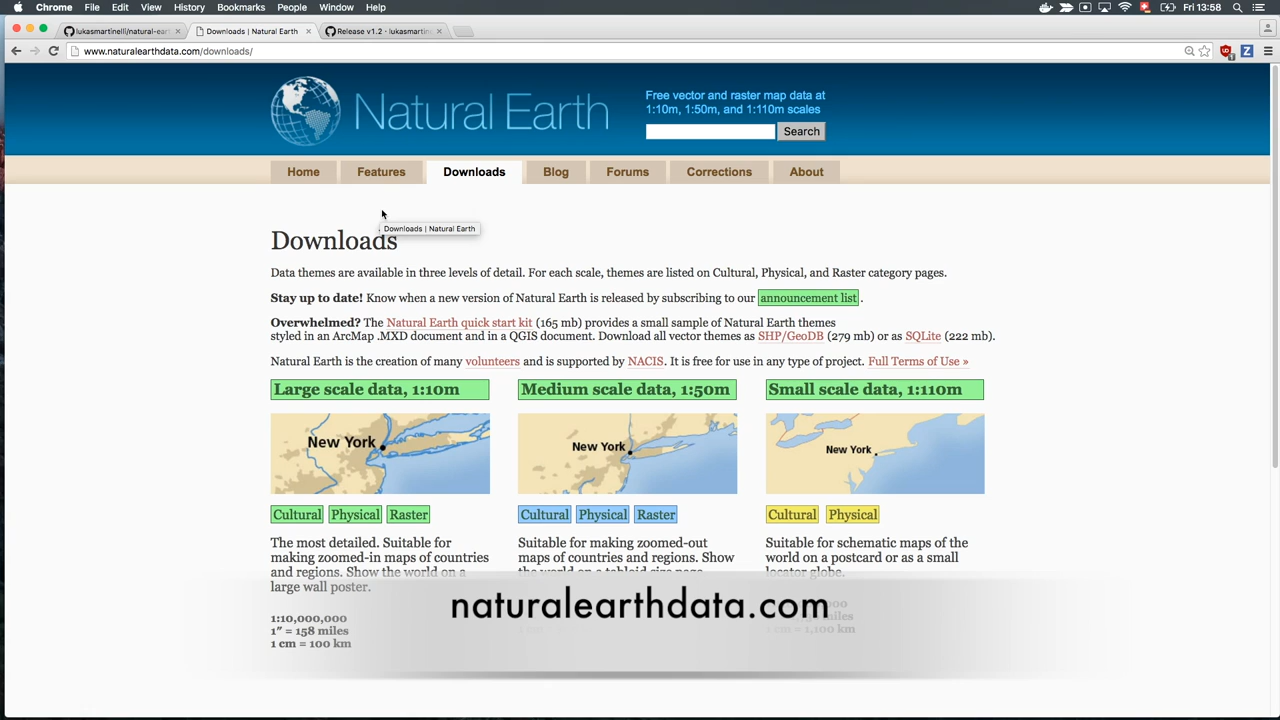 Chrome File Edit View History Bookmarks People Window Help Fri 13:58
lukasmartinelli/natural-eart Downloads | Natural Earth Release v1.2 · lukasmartine
www.naturalearthdata.com/downloads/
Natural Earth
Free vector and raster map data at
1:10m, 1:50m, and 1:110m scales
Search
Home Features Downloads Blog Forums Corrections About
Downloads | Natural Earth
Downloads
Data themes are available in three levels of detail. For each scale, themes are listed on Cultural, Physical, and Raster category pages.
Stay up to date! Know when a new version of Natural Earth is released by subscribing to our announcement list.
Overwhelmed? The Natural Earth quick start kit (165 mb) provides a small sample of Natural Earth themes
styled in an ArcMap .MXD document and in a QGIS document. Download all vector themes as SHP/GeoDB (279 mb) or as SQLite (222 mb).
Natural Earth is the creation of many volunteers and is supported by NACIS. It is free for use in any type of project. Full Terms of Use »
Large scale data, 1:10m
New York
Cultural Physical Raster
The most detailed. Suitable for
making zoomed-in maps of countries
and regions. Show the world on a
large wall poster.
1:10,000,000
1″ = 158 miles
1 cm = 100 km
Medium scale data, 1:50m
New York
Cultural Physical Raster
Suitable for making zoomed-out
maps of countries and regions. Show
the world on a tabloid size page.
Small scale data, 1:110m
New York
Cultural Physical
Suitable for schematic maps of the
world on a postcard or as a small
locator globe.
1 cm = 1,100 km
naturalearthdata.com